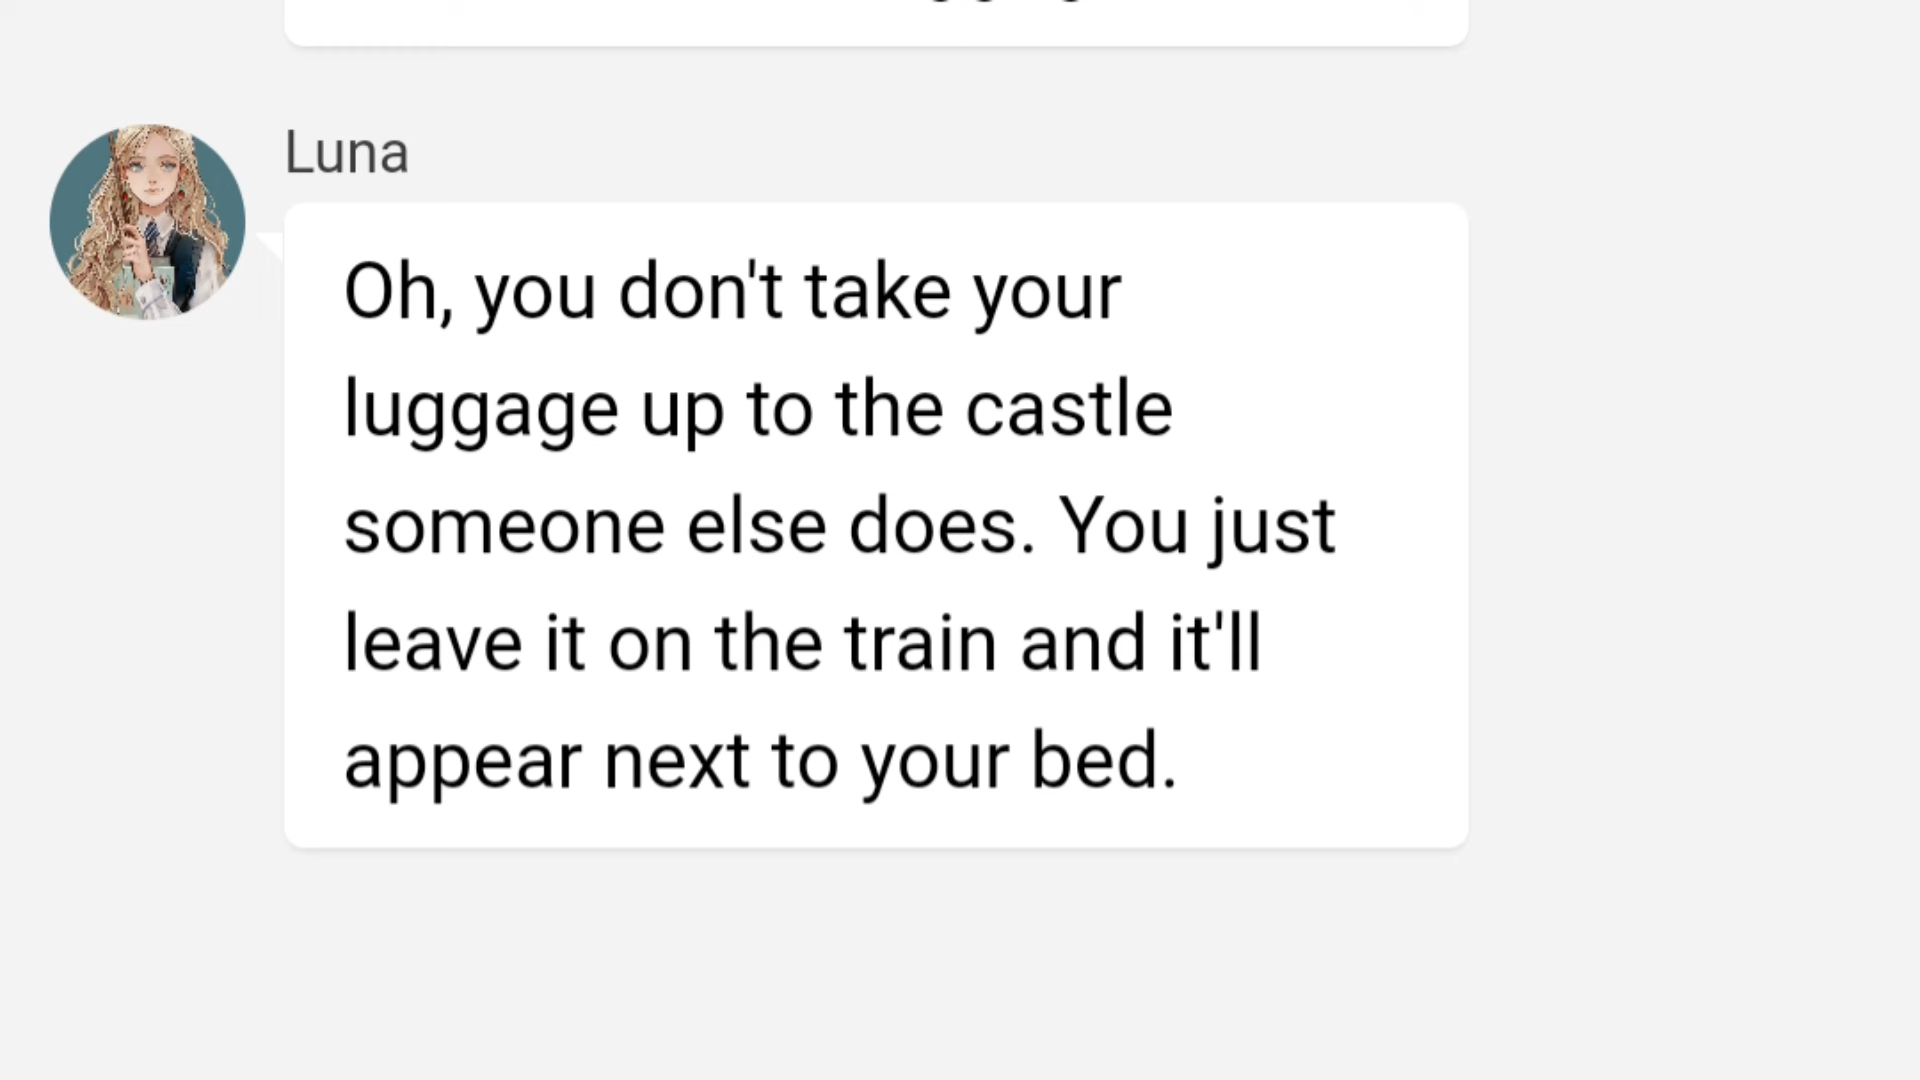 Luna
Oh, you don't take your
luggage up to the castle
someone else does. You just
leave it on the train and it'll
appear next to your bed.